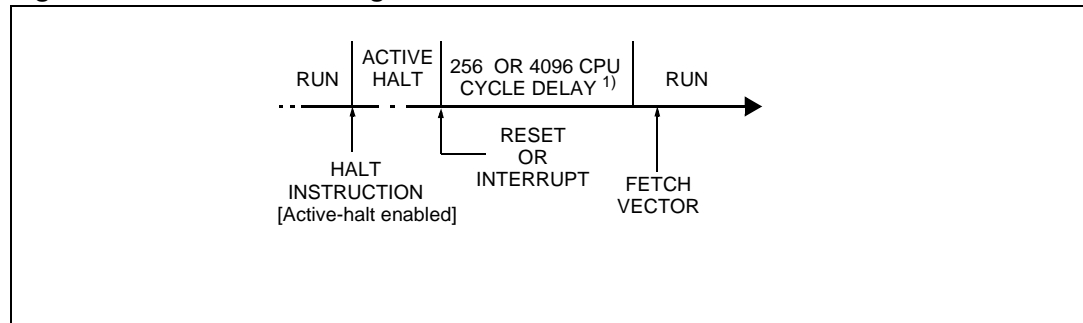 RUN
ACTIVE
HALT
256 OR 4096 CPU
CYCLE DELAY 1)
RUN
HALT
INSTRUCTION
[Active-halt enabled]
RESET
OR
INTERRUPT
FETCH
VECTOR